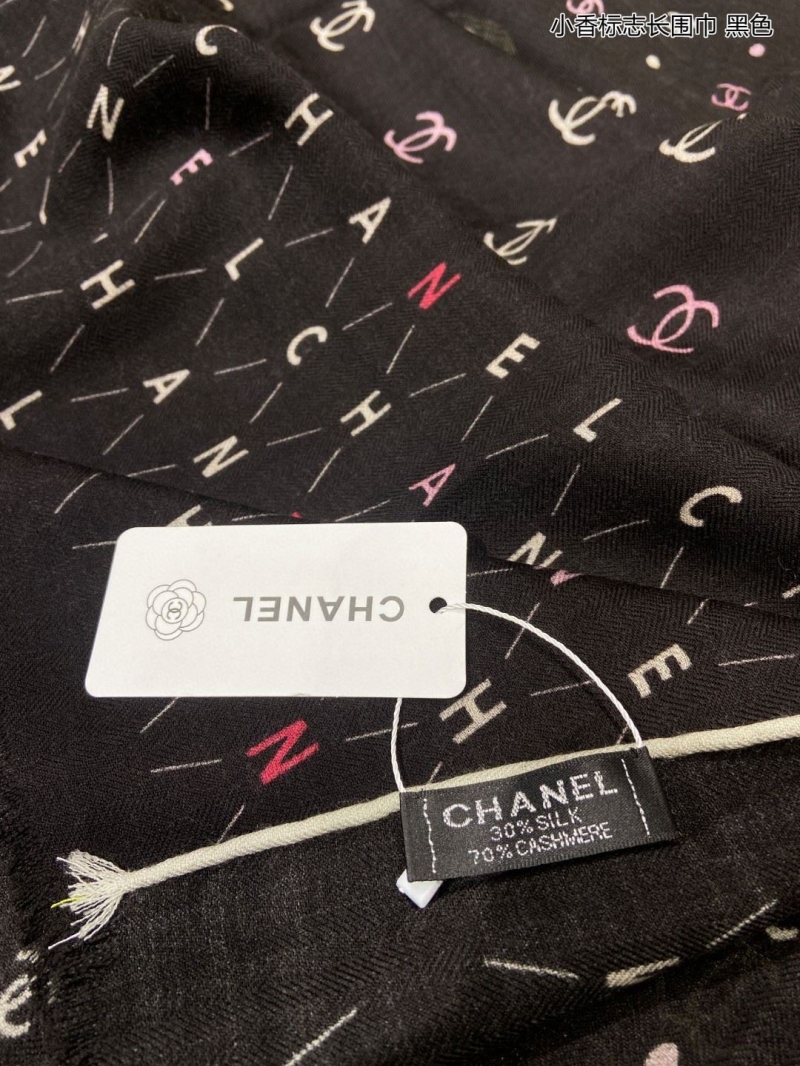 小香标志长围巾 黑色
C H A N E L
N E L C H A N E
H A N
CHANEL
CHANEL
30% SILK
70% CASHMERE